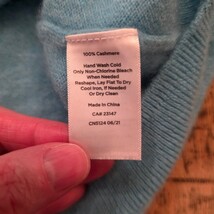 100% Cashmere
Hand Wash Cold
Only Non-Chlorine Bleach
When Needed
Reshape, Lay Flat To Dry
Cool Iron, If Needed
Or Dry Clean
Made in China
CA# 23147
CN5124 06/21